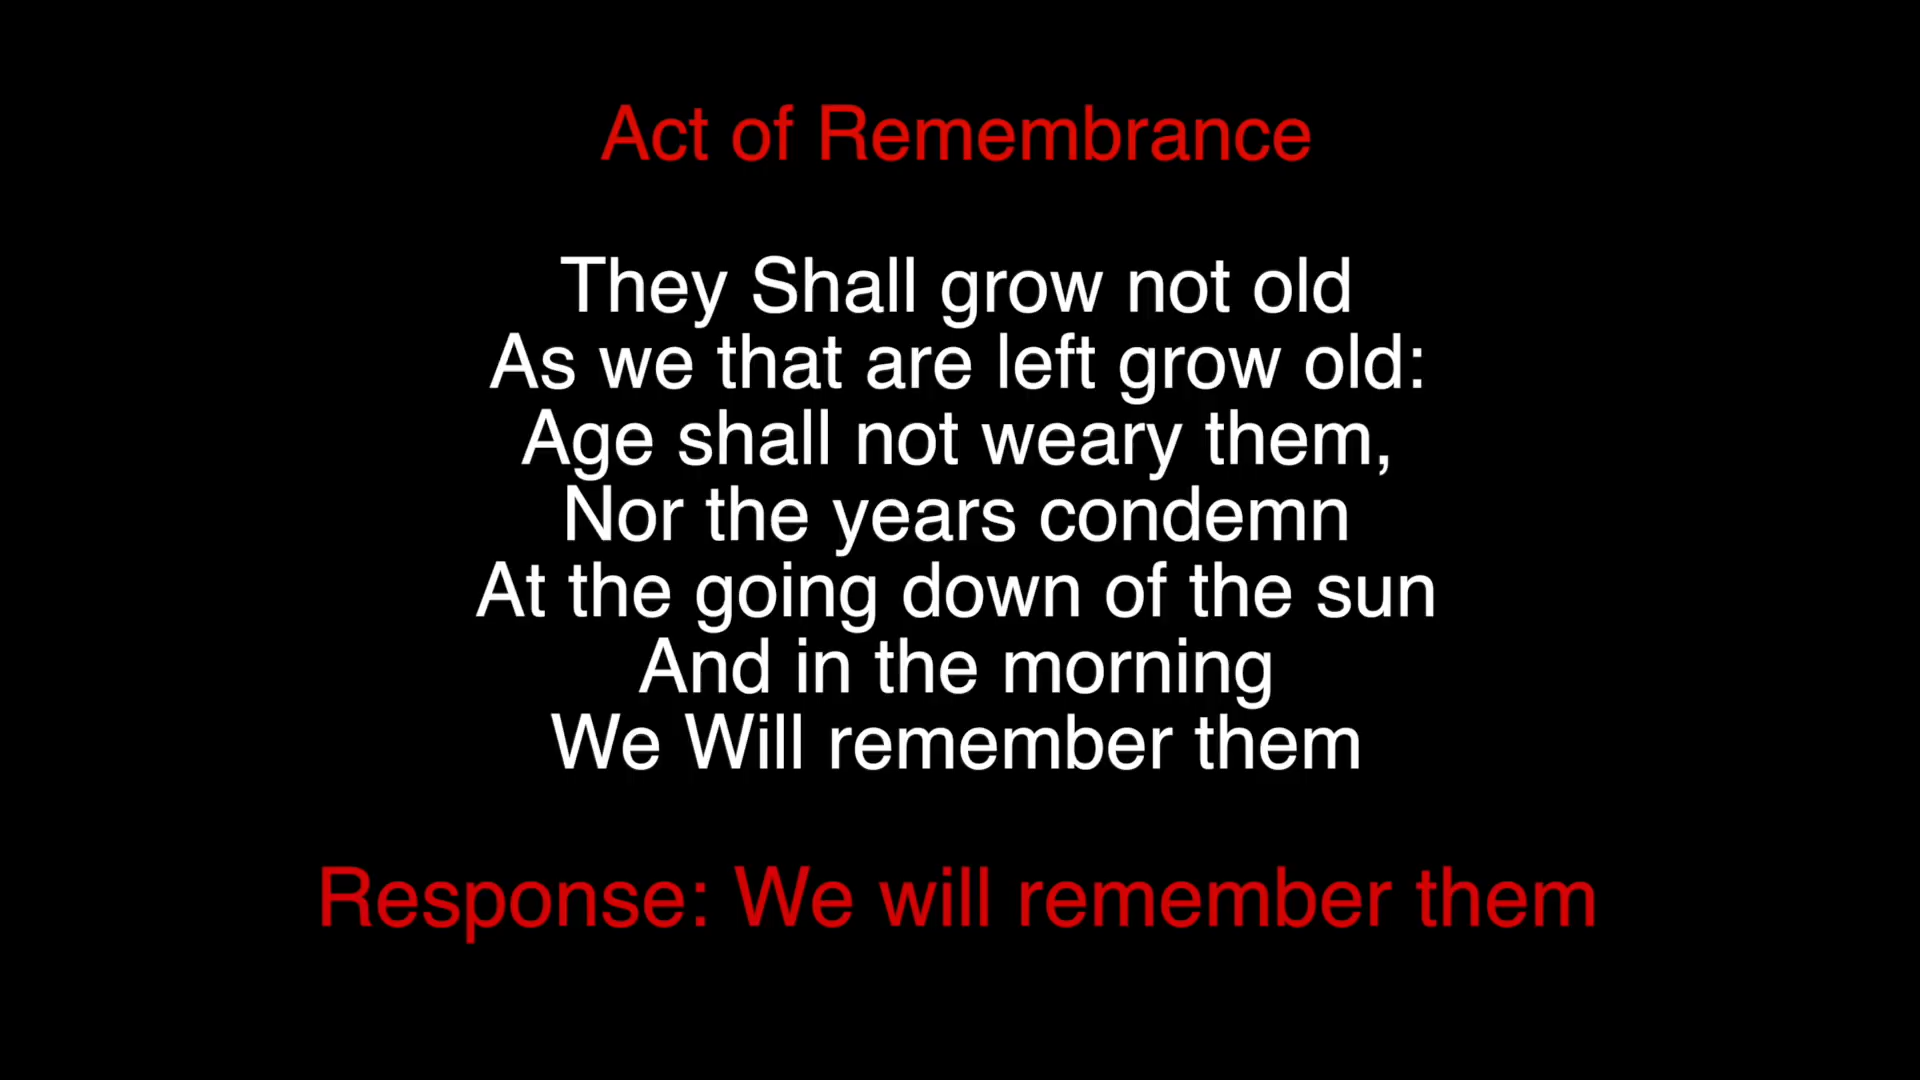 Act of Remembrance
They Shall grow not old
As we that are left grow old:
Age shall not weary them,
Nor the years condemn
At the going down of the sun
And in the morning
We Will remember them
Response: We will remember them